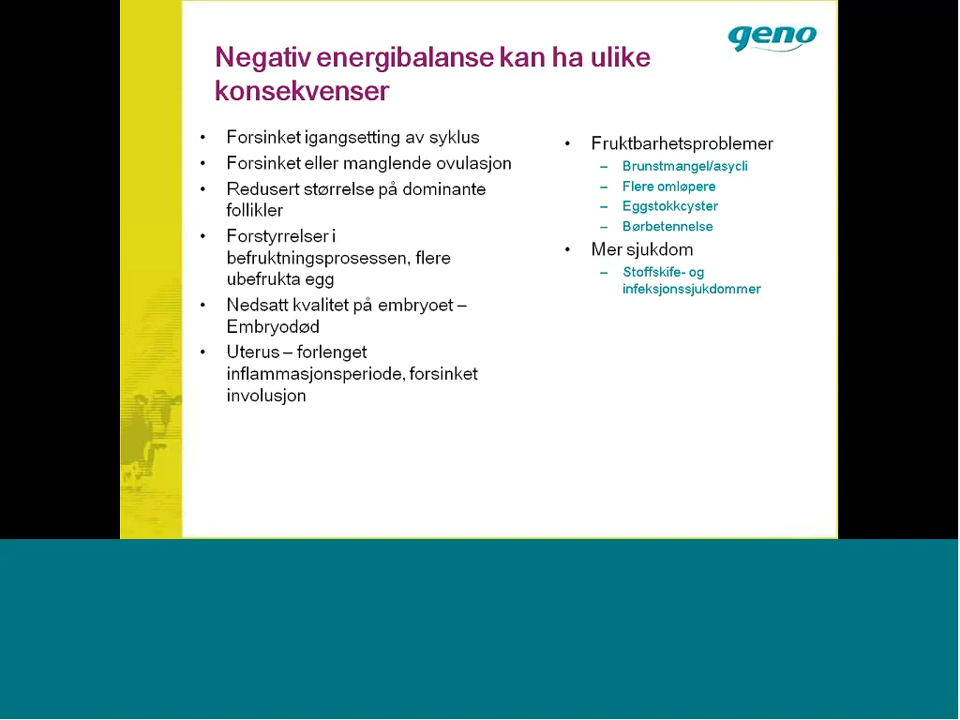 geno
Negativ energibalanse kan ha ulike
konsekvenser
• Forsinket igangsetting av syklus
• Forsinket eller manglende ovulasjon
• Redusert størrelse på dominante
follikler
• Forstyrrelser i
befruktningsprosessen, flere
ubefrukta egg
• Nedsatt kvalitet på embryoet –
Embryodød
• Uterus – forlenget
inflammasjonsperiode, forsinket
involusjon
• Fruktbarhetsproblemer
– Brunstmangel/asycli
– Flere omløpere
– Eggstokkcyster
– Børbetennelse
• Mer sjukdom
– Stoffskife- og
infeksjonssjukdommer